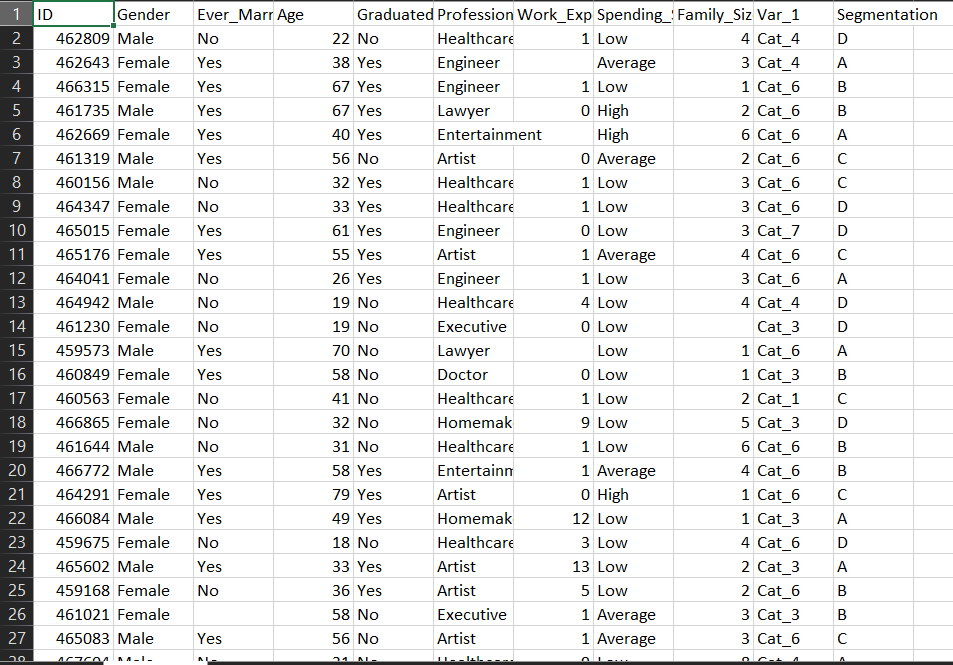 1 ID Gender Ever_Marr Age Graduated Profession Work_Exp Spending_S Family_Siz Var_1 Segmentation
2 462809 Male No 22 No Healthcare 1 Low 4 Cat_4 D
3 462643 Female Yes 38 Yes Engineer Average 3 Cat_4 A
4 466315 Female Yes 67 Yes Engineer 1 Low 1 Cat_6 B
5 461735 Male Yes 67 Yes Lawyer 0 High 2 Cat_6 B
6 462669 Female Yes 40 Yes Entertainment High 6 Cat_6 A
7 461319 Male Yes 56 No Artist 0 Average 2 Cat_6 C
8 460156 Male No 32 Yes Healthcare 1 Low 3 Cat_6 C
9 464347 Female No 33 Yes Healthcare 1 Low 3 Cat_6 D
10 465015 Female Yes 61 Yes Engineer 0 Low 3 Cat_7 D
11 465176 Female Yes 55 Yes Artist 1 Average 4 Cat_6 C
12 464041 Female No 26 Yes Engineer 1 Low 3 Cat_6 A
13 464942 Male No 19 No Healthcare 4 Low 4 Cat_4 D
14 461230 Female No 19 No Executive 0 Low Cat_3 D
15 459573 Male Yes 70 No Lawyer Low 1 Cat_6 A
16 460849 Female Yes 58 No Doctor 0 Low 1 Cat_3 B
17 460563 Female No 41 No Healthcare 1 Low 2 Cat_1 C
18 466865 Female No 32 No Homemak 9 Low 5 Cat_3 D
19 461644 Male No 31 No Healthcare 1 Low 6 Cat_6 B
20 466772 Male Yes 58 Yes Entertainm 1 Average 4 Cat_6 B
21 464291 Female Yes 79 Yes Artist 0 High 1 Cat_6 C
22 466084 Male Yes 49 Yes Homemak 12 Low 1 Cat_3 A
23 459675 Female No 18 No Healthcare 3 Low 4 Cat_6 D
24 465602 Male Yes 33 Yes Artist 13 Low 2 Cat_3 A
25 459168 Female No 36 Yes Artist 5 Low 2 Cat_6 B
26 461021 Female 58 No Executive 1 Average 3 Cat_3 B
27 465083 Male Yes 56 No Artist 1 Average 3 Cat_6 C